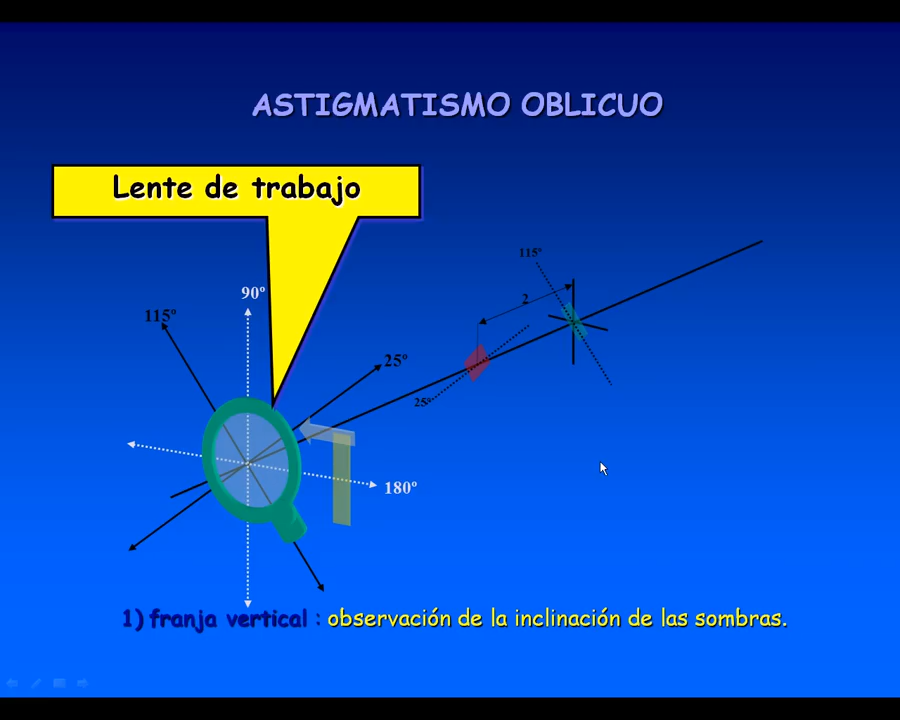 ASTIGMATISMO OBLICUO
Lente de trabajo
115º
2
90º
115º
25º
25º
180º
1) franja vertical : observación de la inclinación de las sombras.